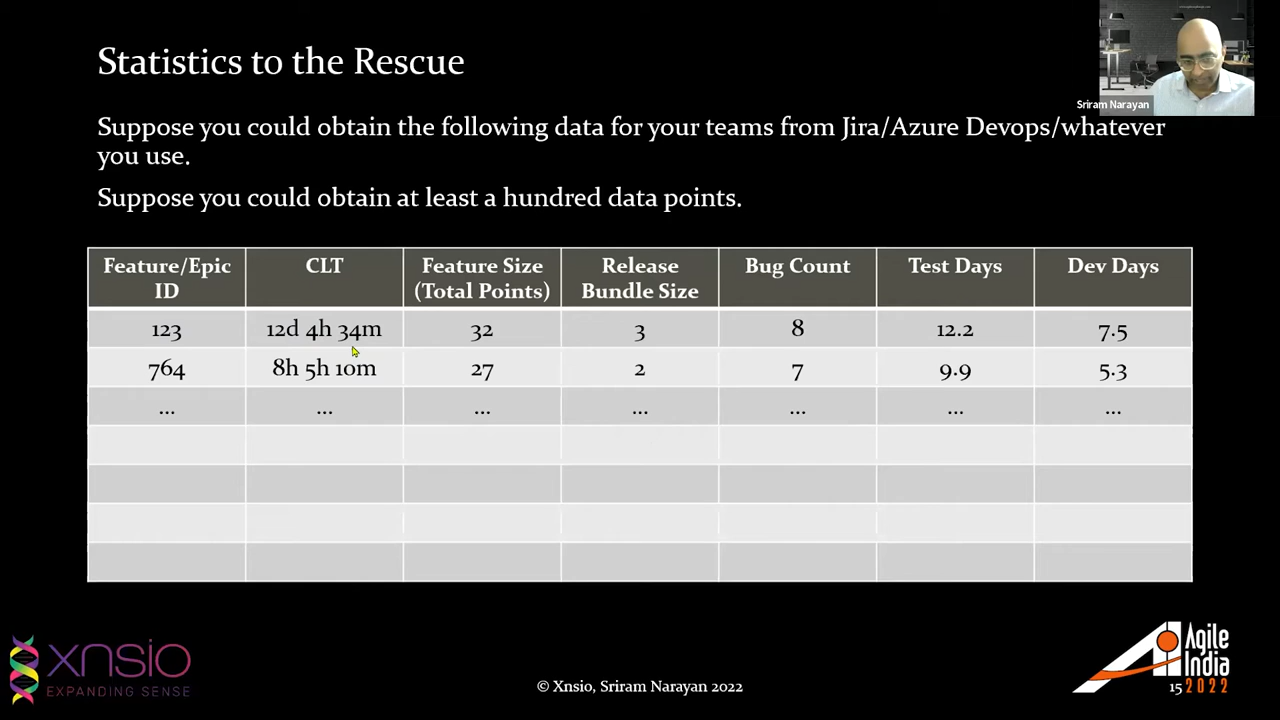 Statistics to the Rescue
Sriram Narayan
Suppose you could obtain the following data for your teams from Jira/Azure Devops/whatever
you use.
Suppose you could obtain at least a hundred data points.
Feature/Epic ID CLT Feature Size (Total Points) Release Bundle Size Bug Count Test Days Dev Days
123 12d 4h 34m 32 3 8 12.2 7.5
764 8h 5h 10m 27 2 7 9.9 5.3
... ... ... ... ... ... ...
xnsio
EXPANDING SENSE
© Xnsio, Sriram Narayan 2022
Agile
India
15 2022